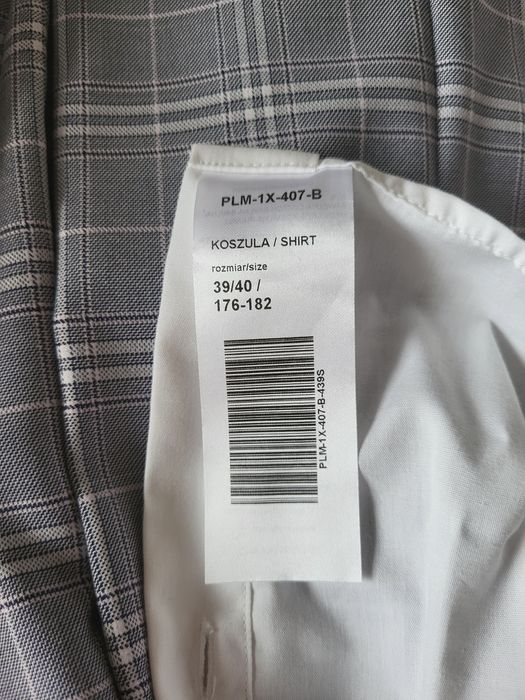 PLM-1X-407-B
KOSZULA / SHIRT
rozmiar/size
39/40 /
176-182
PLM-1X-407-B-439S